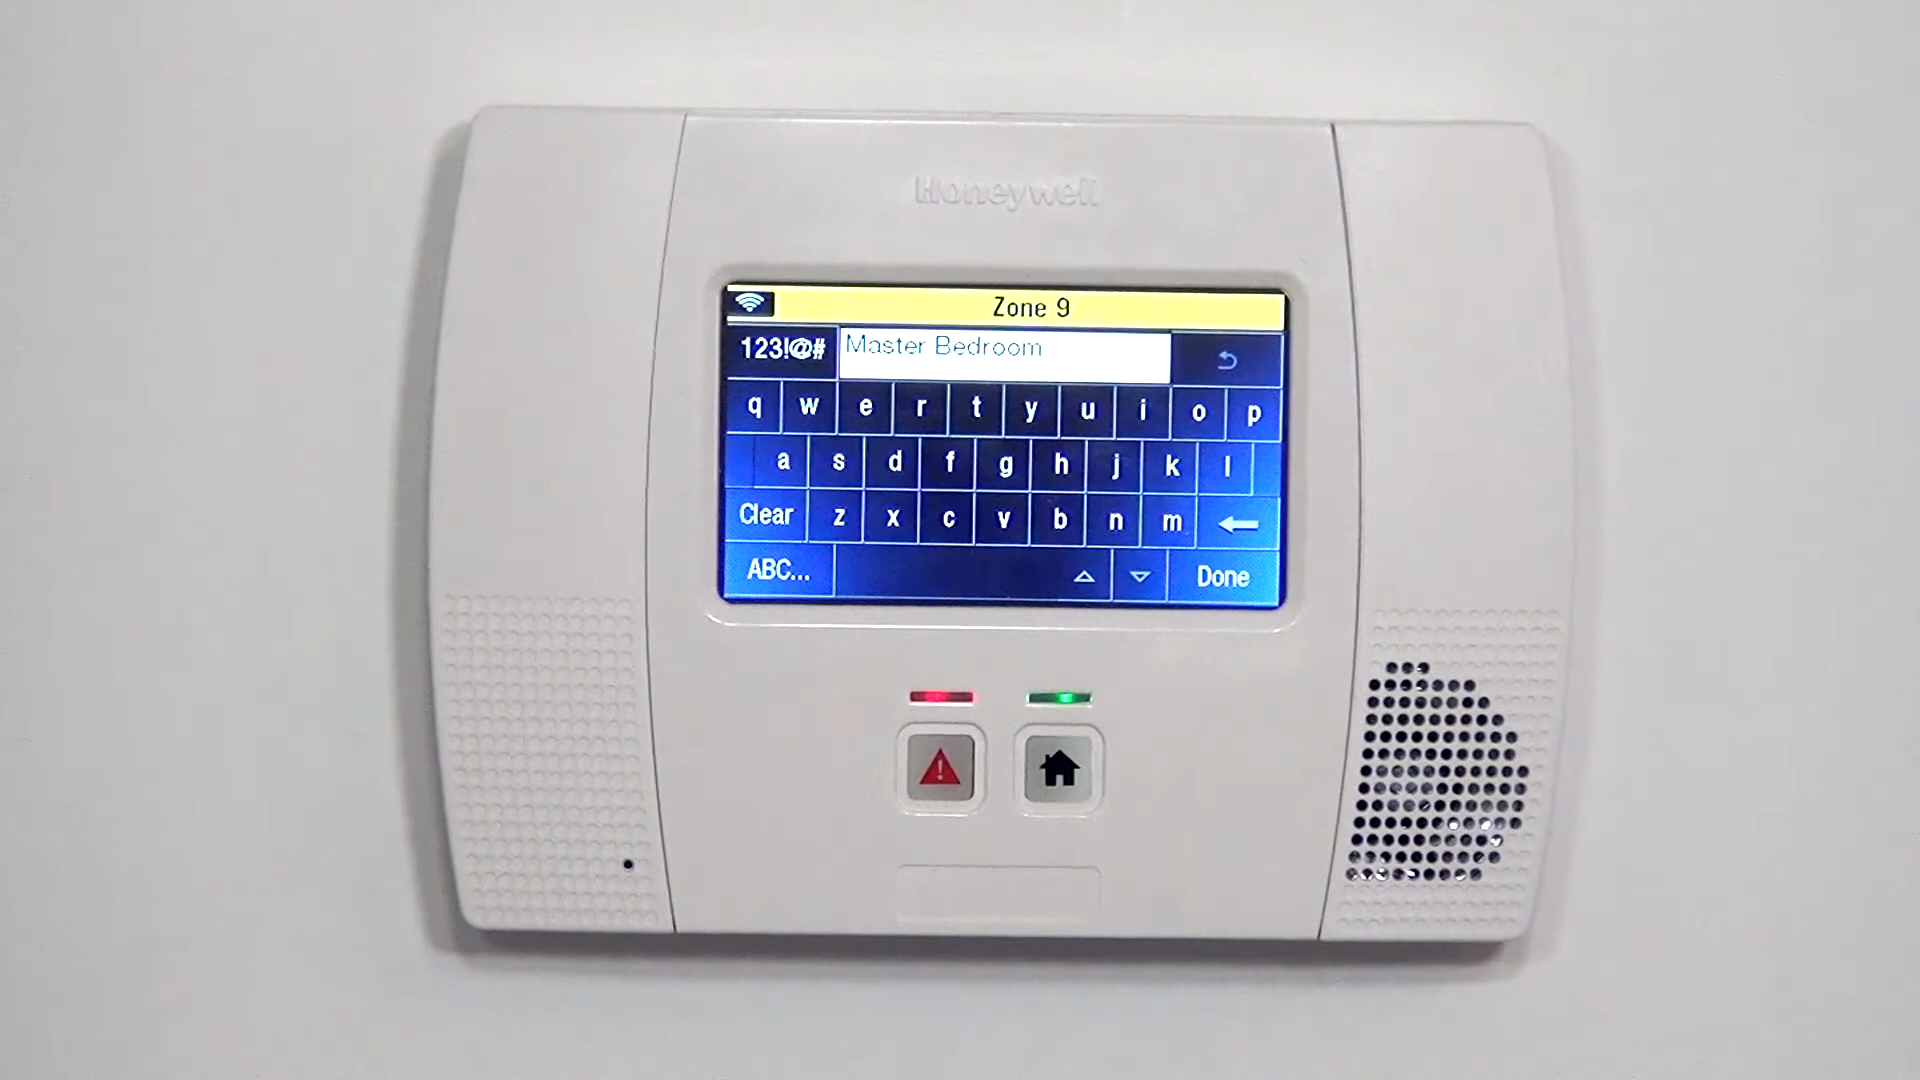 Honeywell
Zone 9
123!@# Master Bedroom
q w e r t y u i o p
a s d f g h j k l
Clear z x c v b n m
ABC... Done